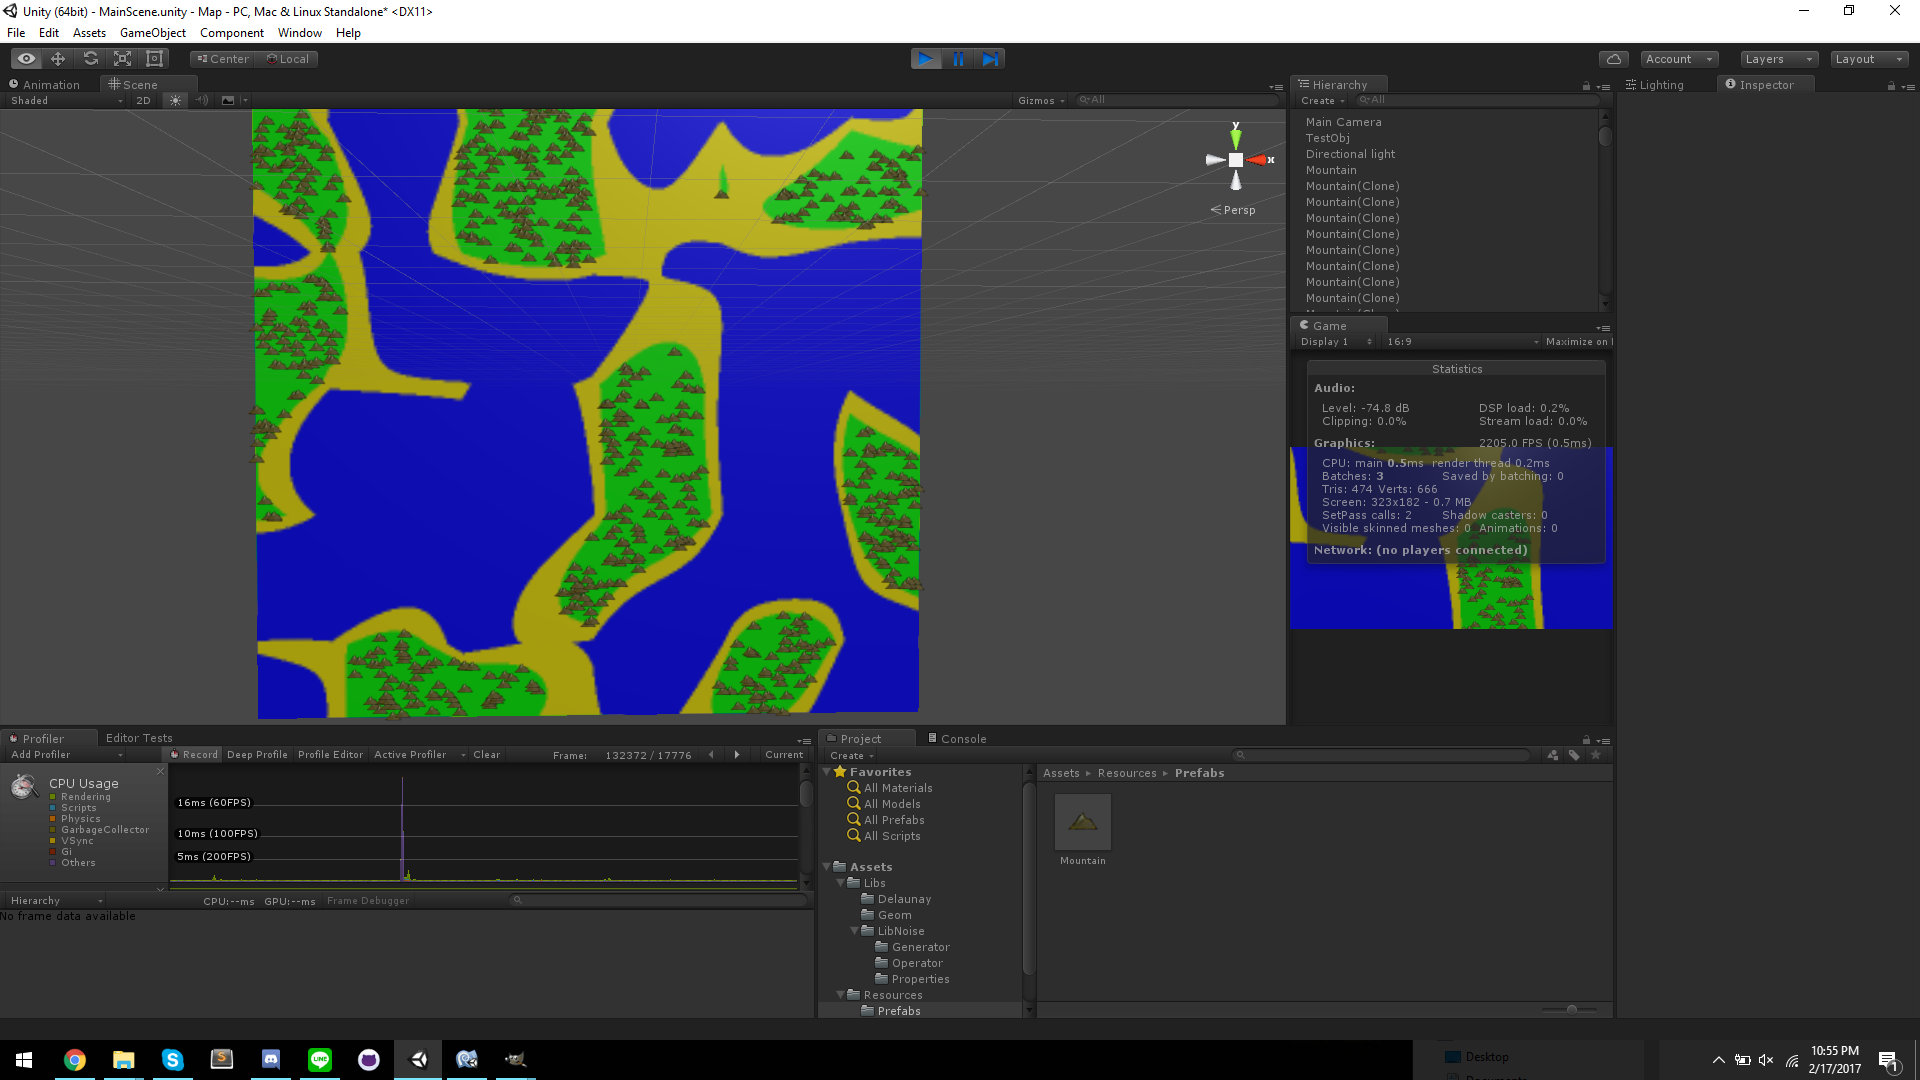 Unity (64bit) - MainScene.unity - Map - PC, Mac & Linux Standalone* <DX11>
File Edit Assets GameObject Component Window Help
Center Local
Account Layers Layout
Animation Scene
Shaded 2D Gizmos All
y
x
Persp
Hierarchy
Create All
Main Camera
TestObj
Directional light
Mountain
Mountain(Clone)
Mountain(Clone)
Mountain(Clone)
Mountain(Clone)
Mountain(Clone)
Mountain(Clone)
Mountain(Clone)
Mountain(Clone)
Lighting Inspector
Game
Display 1 16:9 Maximize on
Statistics
Audio:
Level: -74.8 dB DSP load: 0.2%
Clipping: 0.0% Stream load: 0.0%
Graphics: 2205.0 FPS (0.5ms)
CPU: main 0.5ms render thread 0.2ms
Batches: 3 Saved by batching: 0
Tris: 474 Verts: 666
Screen: 323x182 - 0.7 MB
SetPass calls: 2 Shadow casters: 0
Visible skinned meshes: 0 Animations: 0
Network: (no players connected)
Profiler Editor Tests
Add Profiler Record Deep Profile Profile Editor Active Profiler Clear Frame: 132372 / 17776 Current
CPU Usage
Rendering
Scripts
Physics
GarbageCollector
VSync
Gi
Others
16ms (60FPS)
10ms (100FPS)
5ms (200FPS)
Hierarchy CPU:--ms GPU:--ms Frame Debugger
No frame data available
Project Console
Create
Favorites
All Materials
All Models
All Prefabs
All Scripts
Assets
Libs
Delaunay
Geom
LibNoise
Generator
Operator
Properties
Resources
Prefabs
Assets Resources Prefabs
Mountain
Desktop
10:55 PM
2/17/2017
1